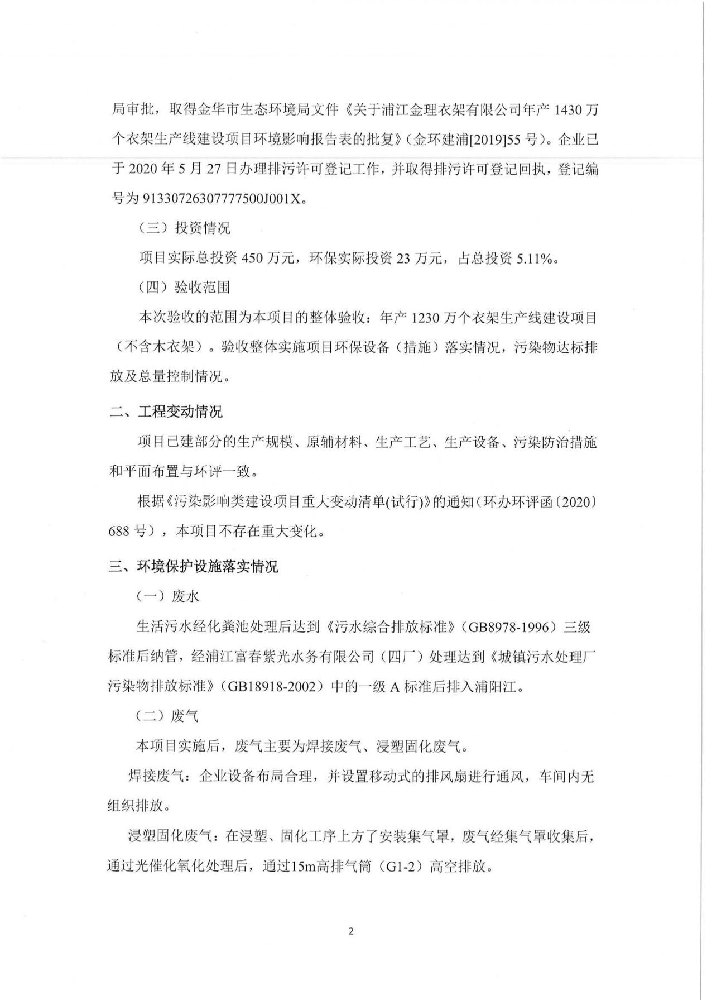 局审批，取得金华市生态环境局文件《关于浦江金理衣架有限公司年产 1430 万
个衣架生产线建设项目环境影响报告表的批复》（金环建浦[2019]55 号）。企业已
于 2020 年 5 月 27 日办理排污许可登记工作，并取得排污许可登记回执，登记编
号为 91330726307777500J001X。
（三）投资情况
项目实际总投资 450 万元，环保实际投资 23 万元，占总投资 5.11%。
（四）验收范围
本次验收的范围为本项目的整体验收：年产 1230 万个衣架生产线建设项目
（不含木衣架）。验收整体实施项目环保设备（措施）落实情况，污染物达标排
放及总量控制情况。
二、工程变动情况
项目已建部分的生产规模、原辅材料、生产工艺、生产设备、污染防治措施
和平面布置与环评一致。
根据《污染影响类建设项目重大变动清单(试行)》的通知（环办环评函〔2020〕
688 号），本项目不存在重大变化。
三、环境保护设施落实情况
（一）废水
生活污水经化粪池处理后达到《污水综合排放标准》（GB8978-1996）三级
标准后纳管，经浦江富春紫光水务有限公司（四厂）处理达到《城镇污水处理厂
污染物排放标准》（GB18918-2002）中的一级 A 标准后排入浦阳江。
（二）废气
本项目实施后，废气主要为焊接废气、浸塑固化废气。
焊接废气：企业设备布局合理，并设置移动式的排风扇进行通风，车间内无
组织排放。
浸塑固化废气：在浸塑、固化工序上方了安装集气罩，废气经集气罩收集后，
通过光催化氧化处理后，通过15m高排气筒（G1-2）高空排放。
2